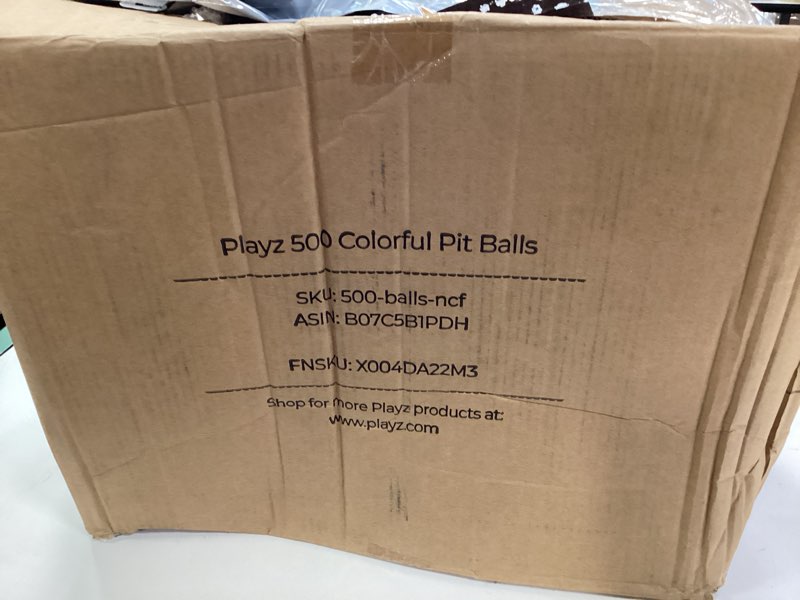 Playz 500 Colorful Pit Balls
SKU: 500-balls-ncf
ASIN: B07C5B1PDH
FNSKU: X004DA22M3
Shop for more Playz products at:
www.playz.com